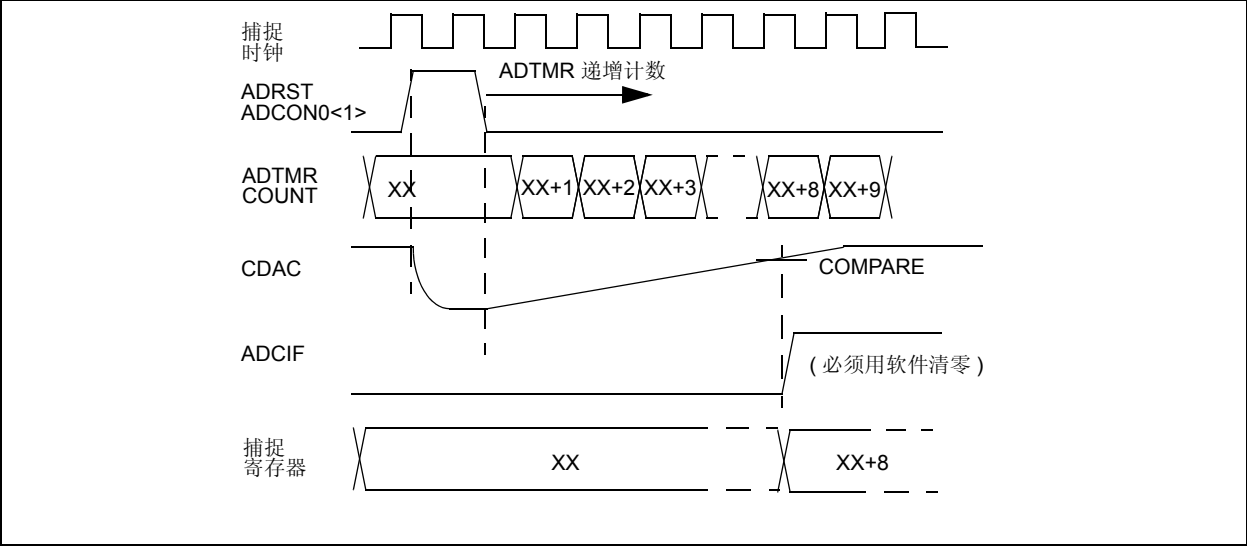 捕捉
时钟
ADTMR 递增计数
ADRST
ADCON0<1>
ADTMR
COUNT
XX
XX+1
XX+2
XX+3
XX+8
XX+9
CDAC
COMPARE
ADCIF
( 必须用软件清零 )
捕捉
寄存器
XX
XX+8